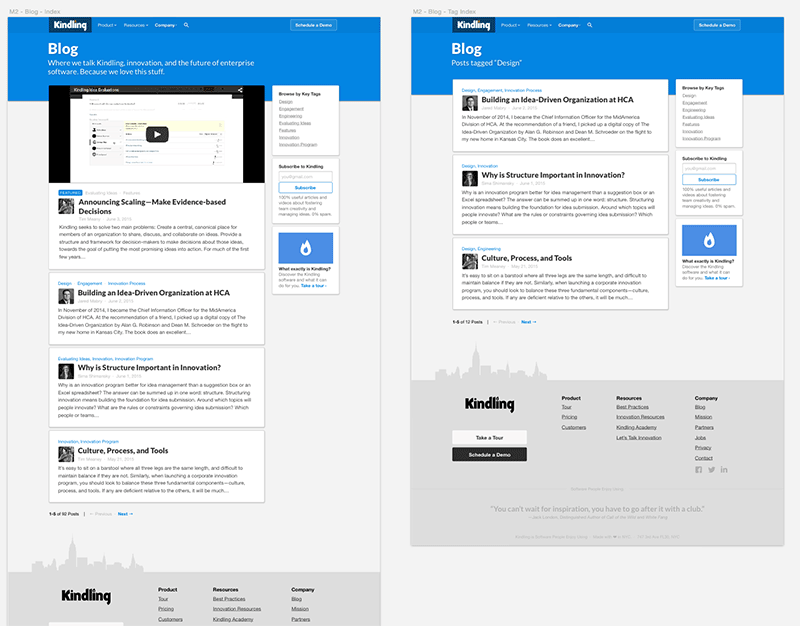 M2 - Blog - Index
Kindling
Product
Resources
Company
Schedule a Demo
Blog
Where we talk Kindling, innovation, and the future of enterprise
software. Because we love this stuff.
Kindling Idea Evaluations
FEATURED Evaluating Ideas Features
Announcing Scaling—Make Evidence-based
Decisions
Tim Meaney June 3, 2015
Kindling seeks to solve two main problems: Create a central, canonical place for
members of an organization to share, discuss, and collaborate on ideas. Provide a
structure and framework for decision-makers to make decisions about those ideas,
towards the goal of putting the most promising ideas into action. For much of the first
few years...
Design Engagement Innovation Process
Building an Idea-Driven Organization at HCA
Jared Mabry June 2, 2015
In November of 2014, I became the Chief Information Officer for the MidAmerica
Division of HCA. At the recommendation of a friend, I picked up a digital copy of The
Idea-Driven Organization by Alan G. Robinson and Dean M. Schroeder on the flight to
my new home in Kansas City. The book does an excellent...
Evaluating Ideas, Innovation, Innovation Program
Why is Structure Important in Innovation?
June 1, 2015
Why is an innovation program better for idea management than a suggestion box or an
Excel spreadsheet? The answer can be summed up in one word: structure. Structuring
innovation means building the foundation for idea submission. Around which topics will
people innovate? What are the rules or constraints governing idea submission? Which
people or teams...
Innovation, Innovation Program
Culture, Process, and Tools
Tim Meaney May 21, 2015
It's easy to sit on a barstool where all three legs are the same length, and difficult to
maintain balance if they are not. Similarly, when launching a corporate innovation
program, you should look to balance these three fundamental components—culture,
process, and tools. If any are deficient relative to the others, it will be much...
1-5 of 92 Posts | ← Previous Next →
Browse by Key Tags
Design
Engagement
Engineering
Evaluating Ideas
Features
Innovation
Innovation Program
Subscribe to Kindling
you@gmail.com
Subscribe
100% useful articles and
videos about fostering
team creativity and
managing ideas. 0% spam.
What exactly is Kindling?
Discover the Kindling
software and what it can
do for you. Take a tour ›
Kindling
Product
Tour
Pricing
Customers
Resources
Best Practices
Innovation Resources
Kindling Academy
Company
Blog
Mission
Partners
M2 - Blog - Tag Index
Kindling
Product
Resources
Company
Schedule a Demo
Blog
Posts tagged "Design"
Design, Engagement, Innovation Process
Building an Idea-Driven Organization at HCA
Jared Mabry June 2, 2015
In November of 2014, I became the Chief Information Officer for the MidAmerica
Division of HCA. At the recommendation of a friend, I picked up a digital copy of The
Idea-Driven Organization by Alan G. Robinson and Dean M. Schroeder on the flight to
my new home in Kansas City. The book does an excellent...
Design, Innovation
Why is Structure Important in Innovation?
June 1, 2015
Why is an innovation program better for idea management than a suggestion box or an
Excel spreadsheet? The answer can be summed up in one word: structure. Structuring
innovation means building the foundation for idea submission. Around which topics will
people innovate? What are the rules or constraints governing idea submission? Which
people or teams...
Design, Engineering
Culture, Process, and Tools
Tim Meaney May 21, 2015
It's easy to sit on a barstool where all three legs are the same length, and difficult to
maintain balance if they are not. Similarly, when launching a corporate innovation
program, you should look to balance these three fundamental components—culture,
process, and tools. If any are deficient relative to the others, it will be much...
1-5 of 12 Posts | ← Previous Next →
Browse by Key Tags
Design
Engagement
Engineering
Evaluating Ideas
Features
Innovation
Innovation Program
Subscribe to Kindling
you@gmail.com
Subscribe
100% useful articles and
videos about fostering
team creativity and
managing ideas. 0% spam.
What exactly is Kindling?
Discover the Kindling
software and what it can
do for you. Take a tour ›
Kindling
Take a Tour
Schedule a Demo
Product
Tour
Pricing
Customers
Resources
Best Practices
Innovation Resources
Kindling Academy
Let's Talk Innovation
Company
Blog
Mission
Partners
Jobs
Privacy
Contact
"You can't wait for inspiration, you have to go after it with a club."